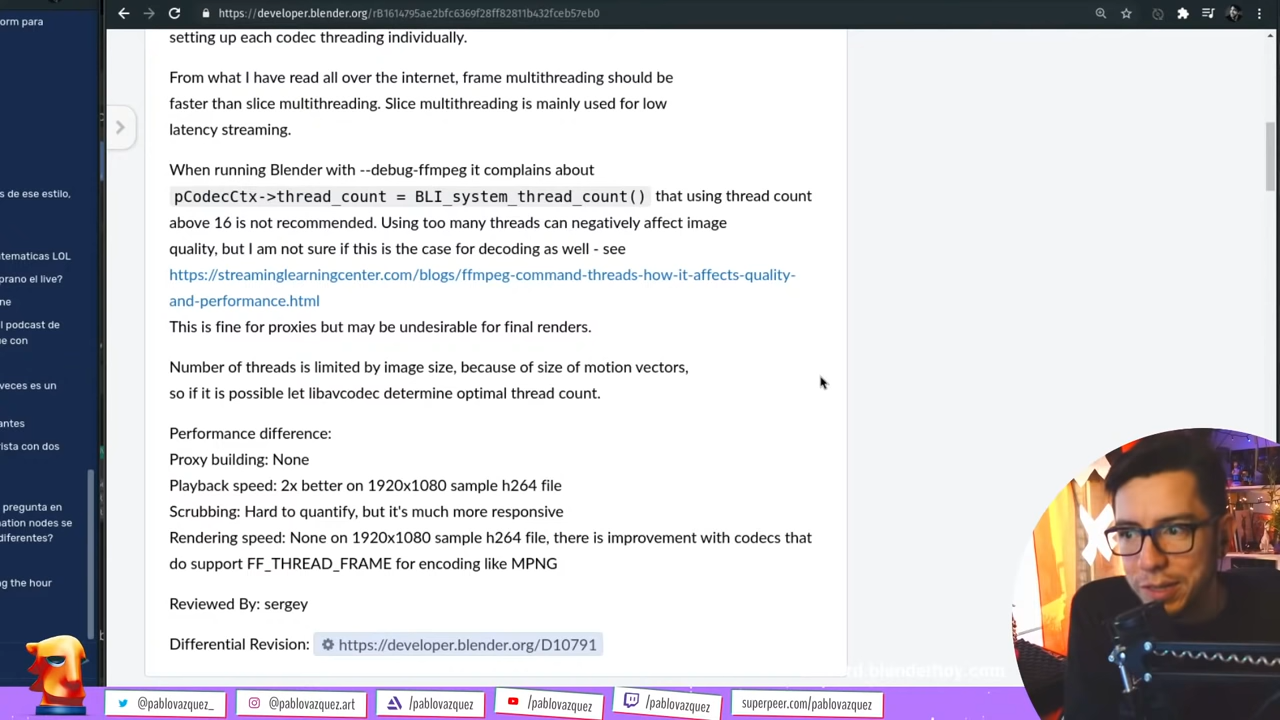 orm para
https://developer.blender.org/rB1614795ae2bfc6369f28ff82811b432fceb57eb0
setting up each codec threading individually.
From what I have read all over the internet, frame multithreading should be
faster than slice multithreading. Slice multithreading is mainly used for low
latency streaming.
When running Blender with --debug-ffmpeg it complains about
pCodecCtx->thread_count = BLI_system_thread_count() that using thread count
above 16 is not recommended. Using too many threads can negatively affect image
quality, but I am not sure if this is the case for decoding as well - see
https://streaminglearningcenter.com/blogs/ffmpeg-command-threads-how-it-affects-quality-
and-performance.html
This is fine for proxies but may be undesirable for final renders.
Number of threads is limited by image size, because of size of motion vectors,
so if it is possible let libavcodec determine optimal thread count.
Performance difference:
Proxy building: None
Playback speed: 2x better on 1920x1080 sample h264 file
Scrubbing: Hard to quantify, but it's much more responsive
Rendering speed: None on 1920x1080 sample h264 file, there is improvement with codecs that
do support FF_THREAD_FRAME for encoding like MPNG
Reviewed By: sergey
Differential Revision: https://developer.blender.org/D10791
s de ese estilo,
tematicas LOL
prano el live?
ne
l podcast de
ue con
veces es un
antes
rista con dos
pregunta en
nation nodes se
diferentes?
ng the hour
rd.blenderhoy.com
@pablovazquez_
@pablovazquez.art
/pablovazquez
/pablovazquez
/pablovazquez
superpeer.com/pablovazquez